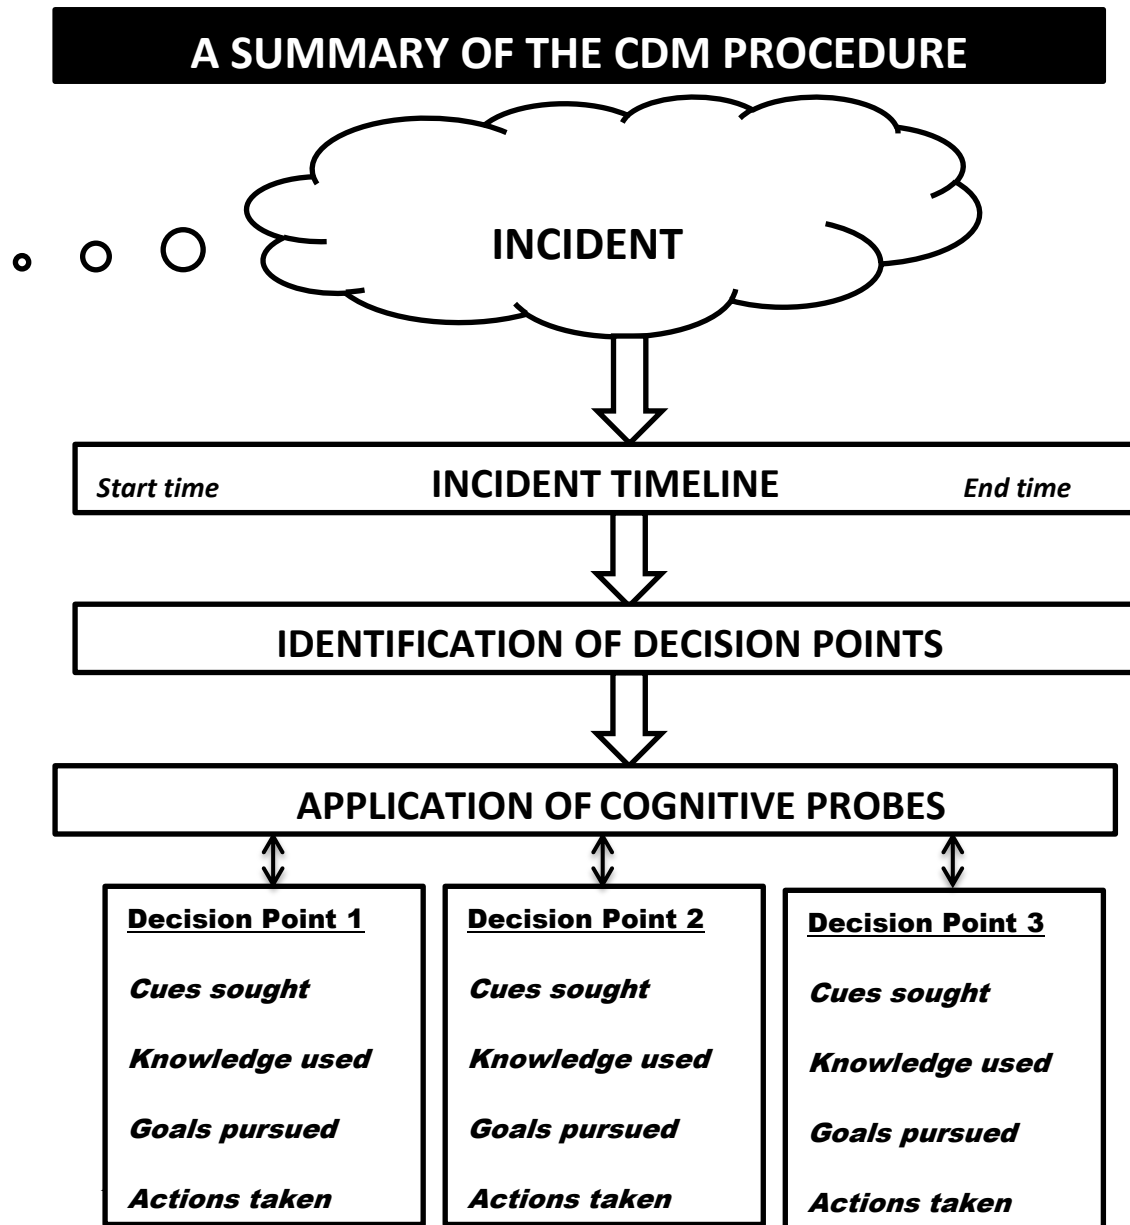 A SUMMARY OF THE CDM PROCEDURE
INCIDENT
Start time INCIDENT TIMELINE End time
IDENTIFICATION OF DECISION POINTS
APPLICATION OF COGNITIVE PROBES
Decision Point 1
Cues sought
Knowledge used
Goals pursued
Actions taken
Decision Point 2
Cues sought
Knowledge used
Goals pursued
Actions taken
Decision Point 3
Cues sought
Knowledge used
Goals pursued
Actions taken